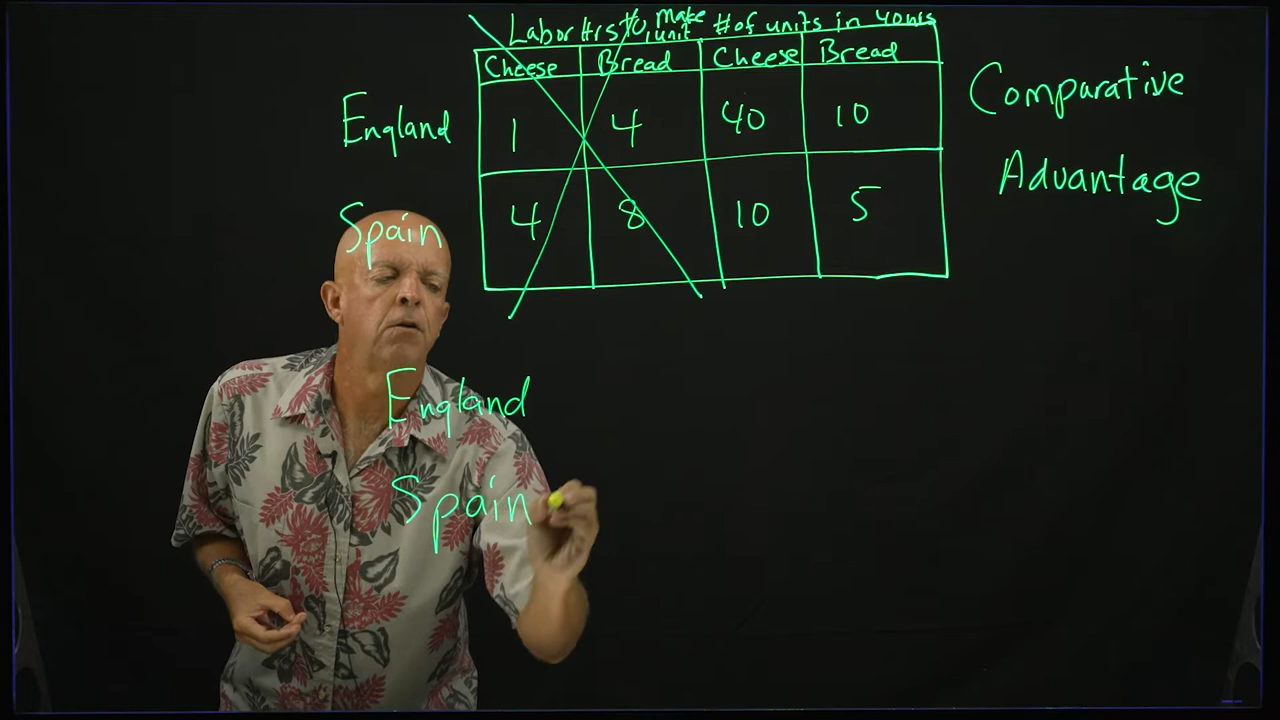 Labor Hrs to make 1 unit # of units in 40hrs
Cheese Bread Cheese Bread
England 1 4 40 10
Spain 4 8 10 5
Comparative
Advantage
England
Spain